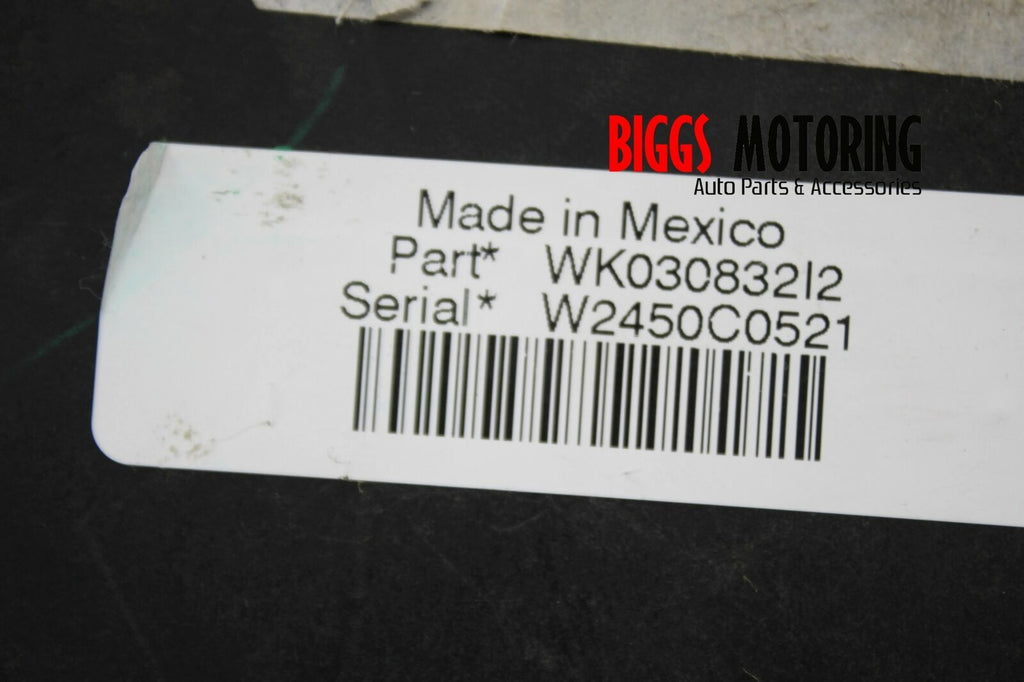 BIGGS MOTORING
Auto Parts & Accessories
Made in Mexico
Part* WK030832I2
Serial* W2450C0521